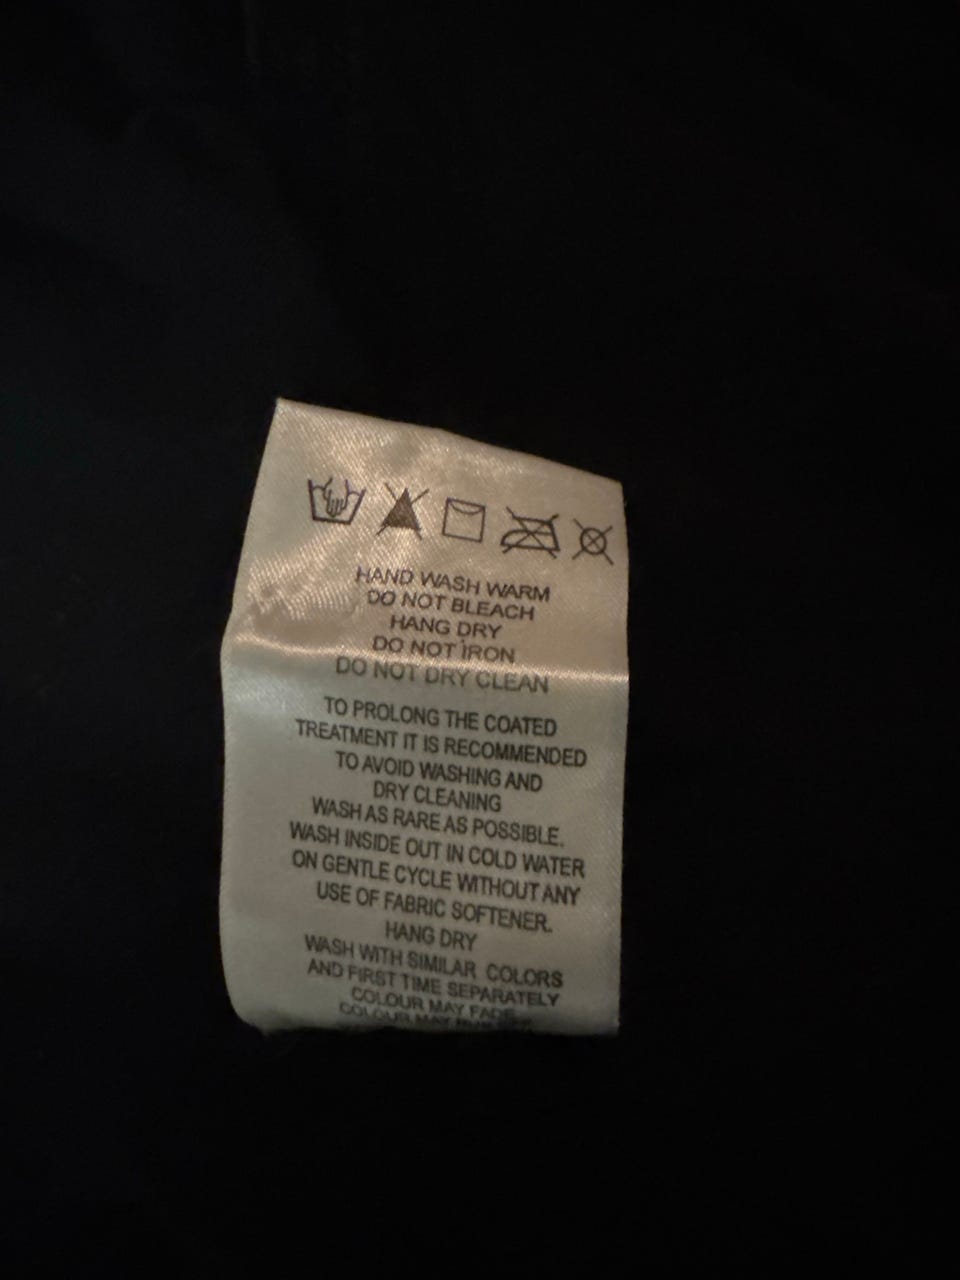 HAND WASH WARM
DO NOT BLEACH
HANG DRY
DO NOT IRON
DO NOT DRY CLEAN
TO PROLONG THE COATED
TREATMENT IT IS RECOMMENDED
TO AVOID WASHING AND
DRY CLEANING
WASH AS RARE AS POSSIBLE.
WASH INSIDE OUT IN COLD WATER
ON GENTLE CYCLE WITHOUT ANY
USE OF FABRIC SOFTENER.
HANG DRY
WASH WITH SIMILAR COLORS
AND FIRST TIME SEPARATELY
COLOUR MAY FADE
COLOUR MAY